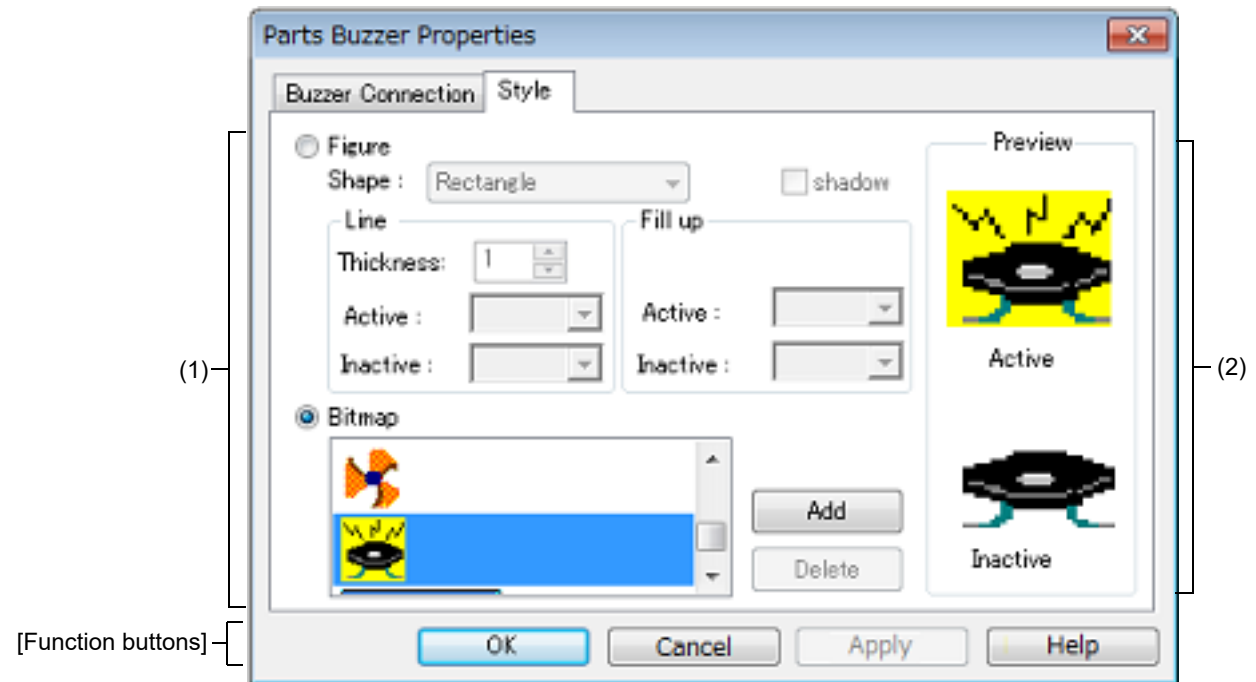 Parts Buzzer Properties
Buzzer Connection Style
Figure
Shape : Rectangle shadow
Line
Thickness: 1
Active :
Inactive :
Fill up
Active :
Inactive :
Bitmap
Add
Delete
Preview
Active
Inactive
(1)
(2)
[Function buttons]
OK Cancel Apply Help